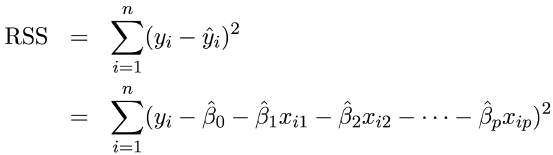 RSS = \sum_{i=1}^{n} (y_i - \hat{y}_i)^2
= \sum_{i=1}^{n} (y_i - \hat{\beta}_0 - \hat{\beta}_1 x_{i1} - \hat{\beta}_2 x_{i2} - \cdots - \hat{\beta}_p x_{ip})^2